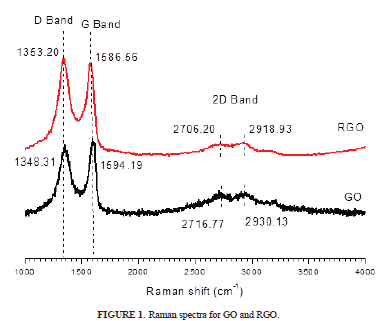 D Band G Band
1353.20 1586.56
2D Band
2706.20 2918.93 RGO
1348.31 1594.19 GO
2716.77 2930.13
1000 1500 2000 2500 3000 3500 4000
Raman shift (cm⁻¹)
FIGURE 1. Raman spectra for GO and RGO.